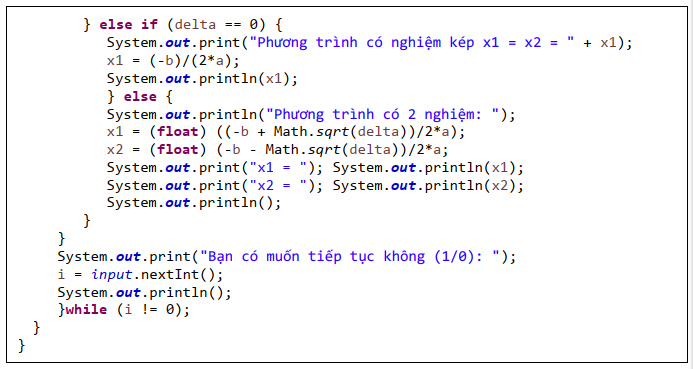 } else if (delta == 0) {
System.out.print("Phương trình có nghiệm kép x1 = x2 = " + x1);
x1 = (-b)/(2*a);
System.out.println(x1);
} else {
System.out.println("Phương trình có 2 nghiệm: ");
x1 = (float) ((-b + Math.sqrt(delta))/2*a);
x2 = (float) (-b - Math.sqrt(delta))/2*a;
System.out.print("x1 = "); System.out.println(x1);
System.out.print("x2 = "); System.out.println(x2);
System.out.println();
}
}
System.out.print("Bạn có muốn tiếp tục không (1/0): ");
i = input.nextInt();
System.out.println();
}while (i != 0);
}
}